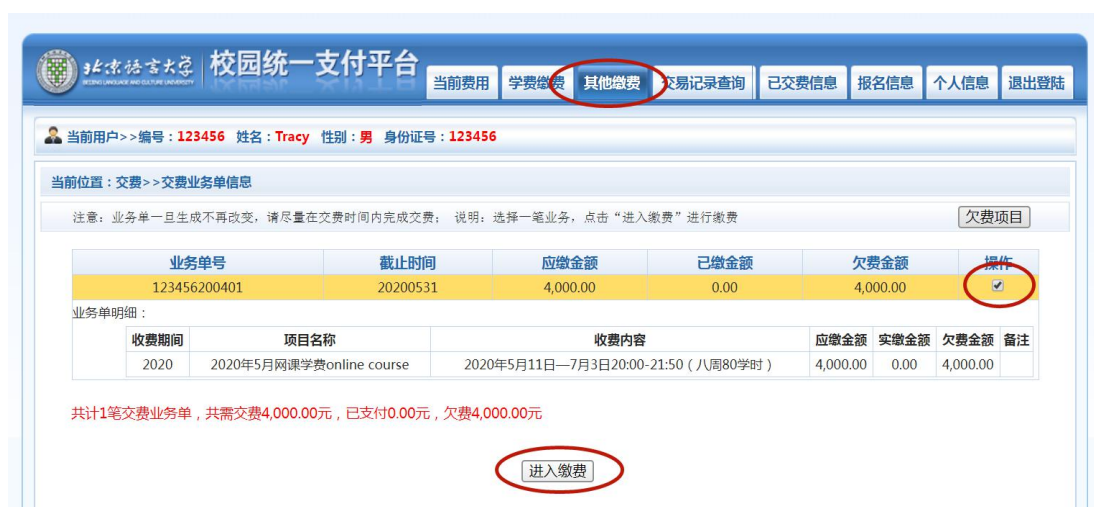 北京语言大学 校园统一支付平台
BEIJING LANGUAGE AND CULTURE UNIVERSITY
当前费用 学费缴费 其他缴费 交易记录查询 已交费信息 报名信息 个人信息 退出登陆
当前用户>>编号：123456 姓名：Tracy 性别：男 身份证号：123456
当前位置：交费>>交费业务单信息
注意：业务单一旦生成不再改变，请尽量在交费时间内完成交费； 说明：选择一笔业务，点击“进入缴费”进行缴费 欠费项目
业务单号 截止时间 应缴金额 已缴金额 欠费金额 操作
123456200401 20200531 4,000.00 0.00 4,000.00
业务单明细：
收费期间 项目名称 收费内容 应缴金额 实缴金额 欠费金额 备注
2020 2020年5月网课学费online course 2020年5月11日—7月3日20:00-21:50（八周80学时） 4,000.00 0.00 4,000.00
共计1笔交费业务单，共需交费4,000.00元，已支付0.00元，欠费4,000.00元
进入缴费